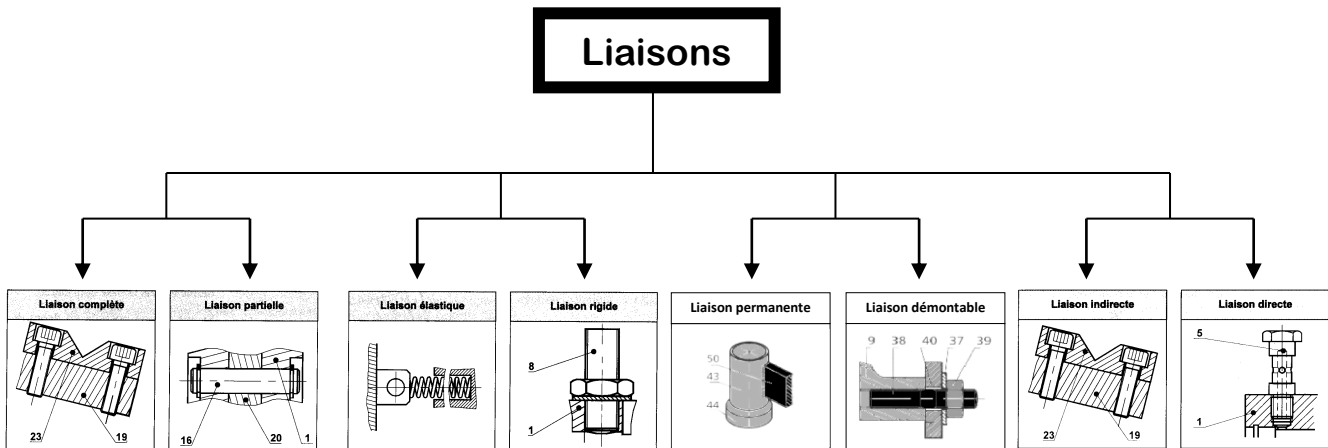 Liaisons
Liaison complète
23
19
Liaison partielle
16
20
1
Liaison élastique
Liaison rigide
8
1
Liaison permanente
50
43
44
Liaison démontable
9
38
40
37
39
Liaison indirecte
23
19
Liaison directe
5
1